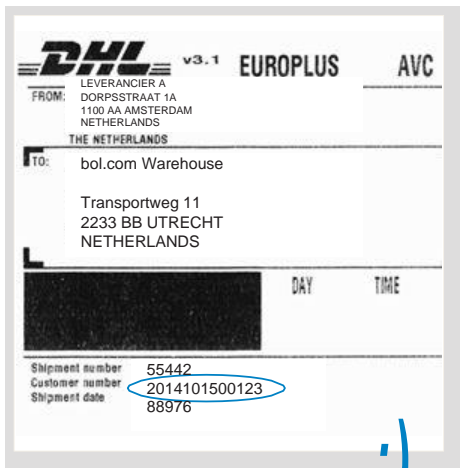 DHL v3.1 EUROPLUS AVC
FROM: LEVERANCIER A
DORPSSTRAAT 1A
1100 AA AMSTERDAM
NETHERLANDS
THE NETHERLANDS
TO: bol.com Warehouse
Transportweg 11
2233 BB UTRECHT
NETHERLANDS
DAY TIME
Shipment number 55442
Customer number 2014101500123
Shipment date 88976